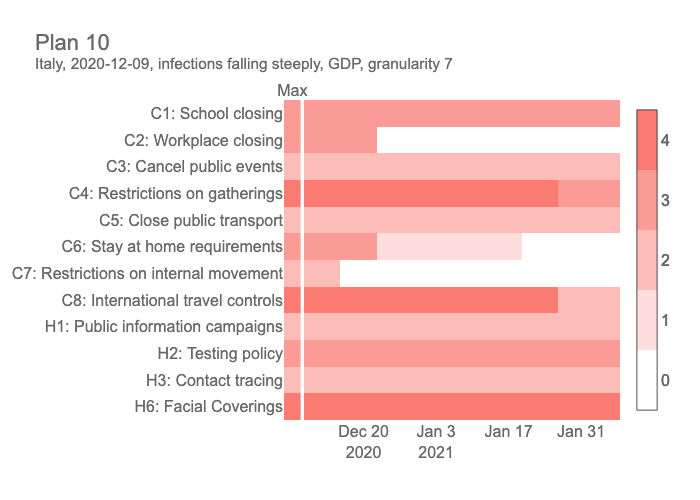 Plan 10
Italy, 2020-12-09, infections falling steeply, GDP, granularity 7
Max
C1: School closing
C2: Workplace closing
C3: Cancel public events
C4: Restrictions on gatherings
C5: Close public transport
C6: Stay at home requirements
C7: Restrictions on internal movement
C8: International travel controls
H1: Public information campaigns
H2: Testing policy
H3: Contact tracing
H6: Facial Coverings
4
3
2
1
0
Dec 20 Jan 3 Jan 17 Jan 31
2020 2021